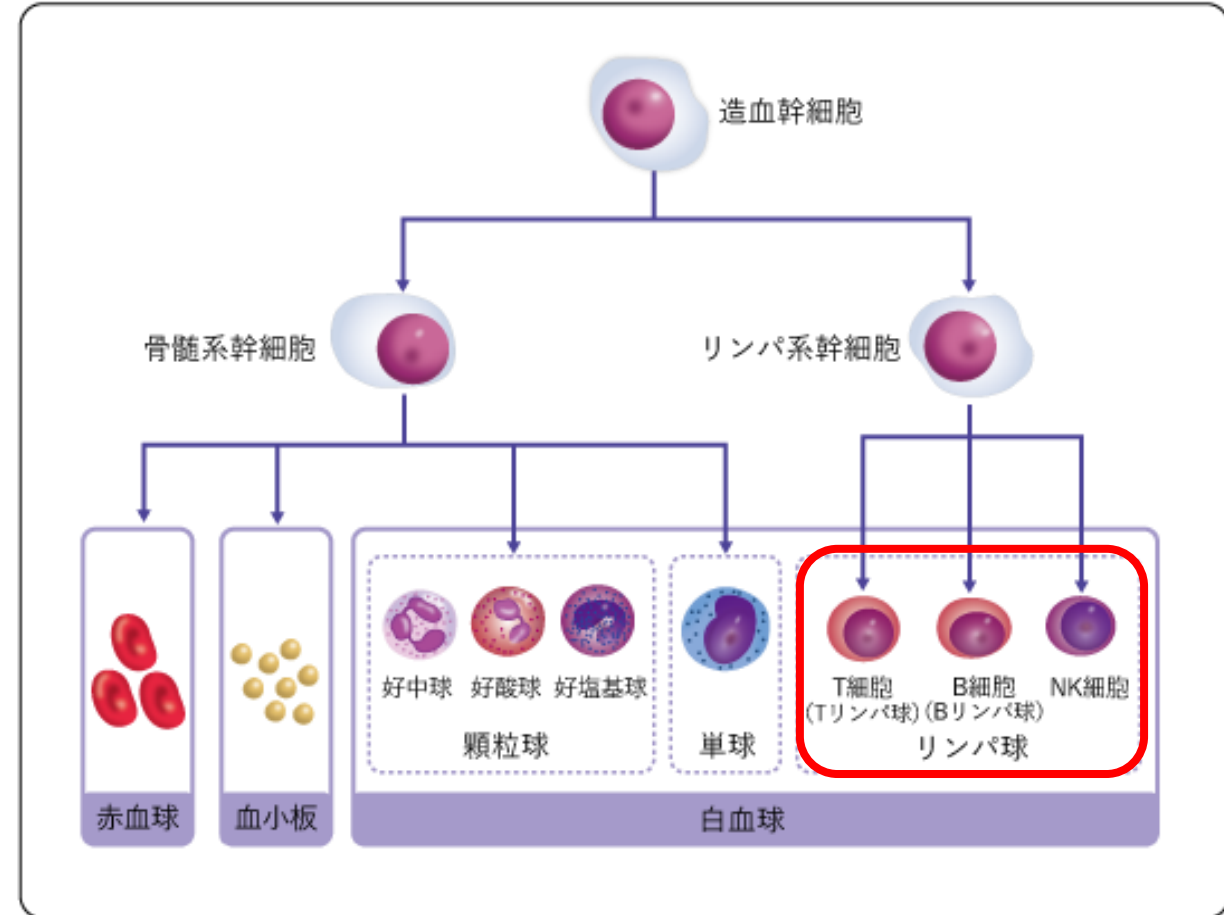 造血幹細胞
骨髄系幹細胞
リンパ系幹細胞
好中球
好酸球
好塩基球
顆粒球
単球
T細胞
(Tリンパ球)
B細胞
(Bリンパ球)
NK細胞
リンパ球
赤血球
血小板
白血球